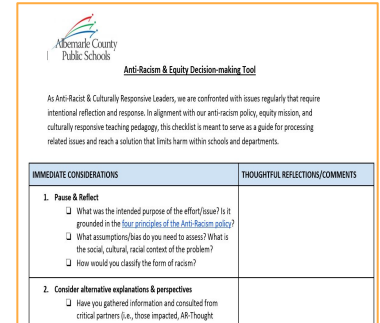 Albemarle County
Public Schools
Anti-Racism & Equity Decision-making Tool
As Anti-Racist & Culturally Responsive Leaders, we are confronted with issues regularly that require
intentional reflection and response. In alignment with our anti-racism policy, equity mission, and
culturally responsive teaching pedagogy, this checklist is meant to serve as a guide for processing
related issues and reach a solution that limits harm within schools and departments.
IMMEDIATE CONSIDERATIONS
THOUGHTFUL REFLECTIONS/COMMENTS
1. Pause & Reflect
❏ What was the intended purpose of the effort/issue? Is it
grounded in the four principles of the Anti-Racism policy?
❏ What assumptions/bias do you need to assess? What is
the social, cultural, racial context of the problem?
❏ How would you classify the form of racism?
2. Consider alternative explanations & perspectives
❏ Have you gathered information and consulted from
critical partners (i.e., those impacted, AR-Thought